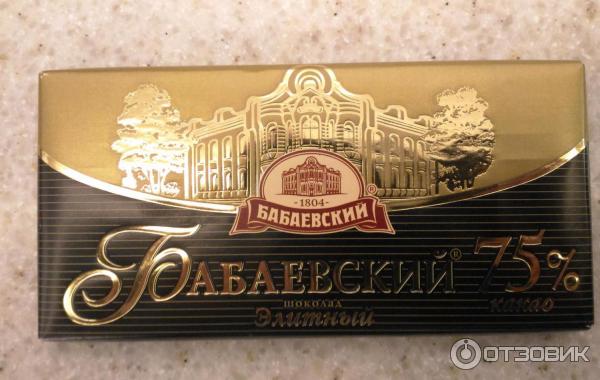 -1804-
БАБАЕВСКИЙ®
БАБАЕВСКИЙ® 75%
какао
ШОКОЛАД
Элитный
ОТЗОВИК